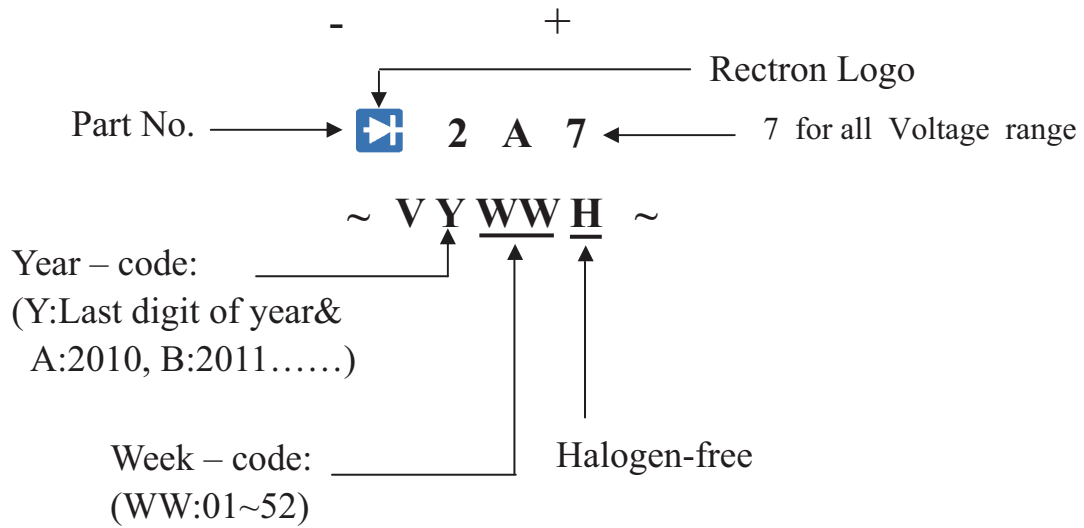 - +
Rectron Logo
Part No. 2 A 7 7 for all Voltage range
~ V Y WW H ~
Year – code:
(Y:Last digit of year&
A:2010, B:2011……)
Week – code:
(WW:01~52)
Halogen-free